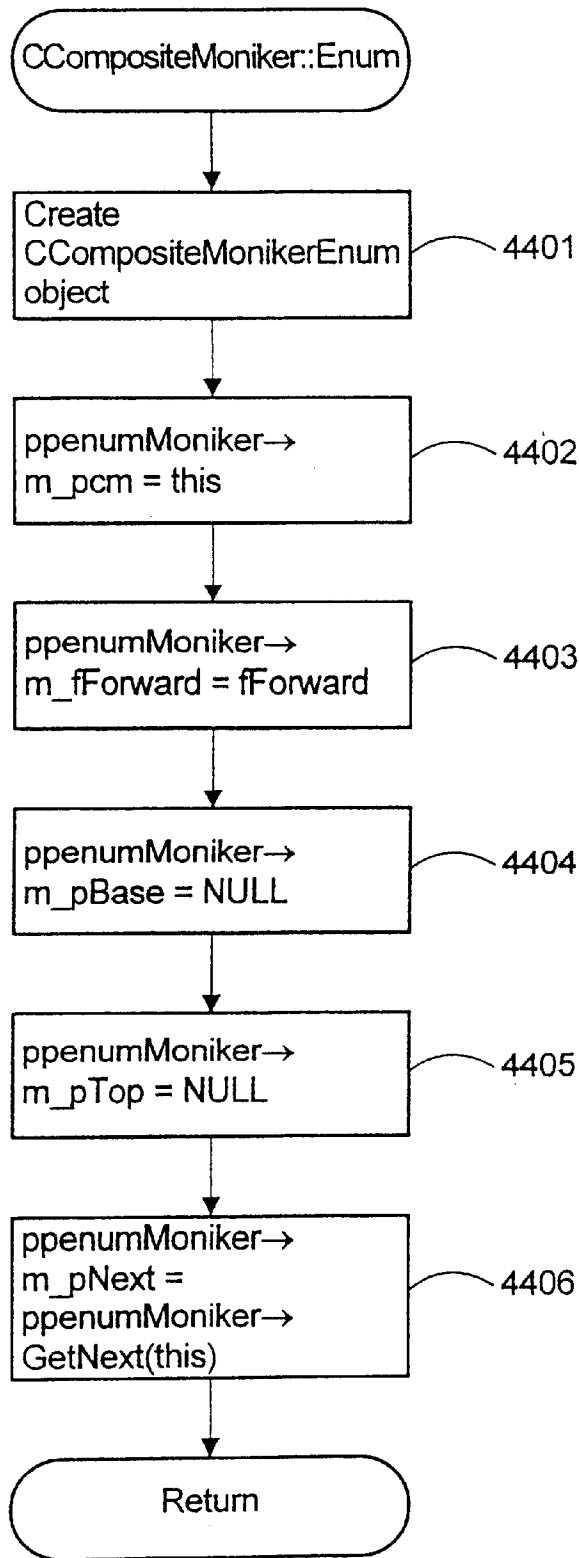 CCompositeMoniker::Enum
Create
CCompositeMonikerEnum
object
4401
ppenumMoniker→
m_pcm = this
4402
ppenumMoniker→
m_fForward = fForward
4403
ppenumMoniker→
m_pBase = NULL
4404
ppenumMoniker→
m_pTop = NULL
4405
ppenumMoniker→
m_pNext =
ppenumMoniker→
GetNext(this)
4406
Return